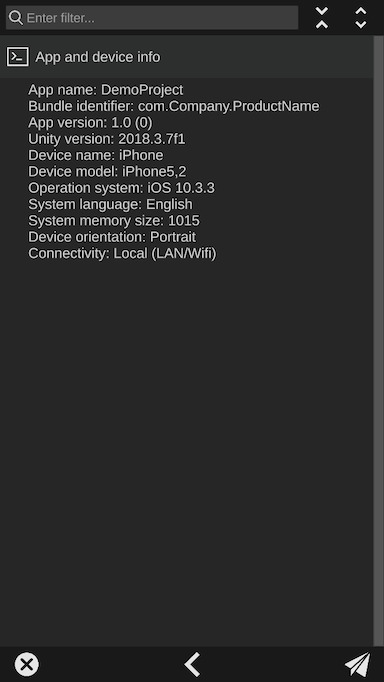 Enter filter...
App and device info
App name: DemoProject
Bundle identifier: com.Company.ProductName
App version: 1.0 (0)
Unity version: 2018.3.7f1
Device name: iPhone
Device model: iPhone5,2
Operation system: iOS 10.3.3
System language: English
System memory size: 1015
Device orientation: Portrait
Connectivity: Local (LAN/Wifi)